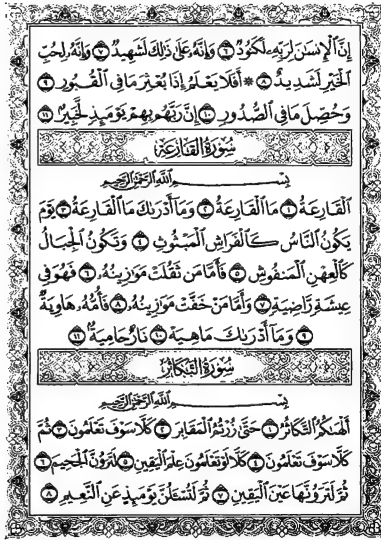 إِنَّ ٱلْإِنسَٰنَ لِرَبِّهِۦ لَكَنُودٌ ٦ وَإِنَّهُۥ عَلَىٰ ذَٰلِكَ لَشَهِيدٌ ٧ وَإِنَّهُۥ لِحُبِّ
ٱلْخَيْرِ لَشَدِيدٌ ٨ ۞ أَفَلَا يَعْلَمُ إِذَا بُعْثِرَ مَا فِي ٱلْقُبُورِ ٩
وَحُصِّلَ مَا فِي ٱلصُّدُورِ ١٠ إِنَّ رَبَّهُم بِهِمْ يَوْمَئِذٍ لَّخَبِيرٌۢ ١١
سُورَةُ القَارِعَةِ
بِسْمِ ٱللَّهِ ٱلرَّحْمَٰنِ ٱلرَّحِيمِ
ٱلْقَارِعَةُ ١ مَا ٱلْقَارِعَةُ ٢ وَمَآ أَدْرَىٰكَ مَا ٱلْقَارِعَةُ ٣ يَوْمَ
يَكُونُ ٱلنَّاسُ كَٱلْفَرَاشِ ٱلْمَبْثُوثِ ٤ وَتَكُونُ ٱلْجِبَالُ
كَٱلْعِهْنِ ٱلْمَنفُوشِ ٥ فَأَمَّا مَن ثَقُلَتْ مَوَٰزِينُهُۥ ٦ فَهُوَ فِي
عِيشَةٍ رَّاضِيَةٍ ٧ وَأَمَّا مَنْ خَفَّتْ مَوَٰزِينُهُۥ ٨ فَأُمُّهُۥ هَاوِيَةٌ
٩ وَمَآ أَدْرَىٰكَ مَا هِيَهْ ١٠ نَارٌ حَامِيَةٌۢ ١١
سُورَةُ التَّكَاثُرِ
بِسْمِ ٱللَّهِ ٱلرَّحْمَٰنِ ٱلرَّحِيمِ
أَلْهَىٰكُمُ ٱلتَّكَاثُرُ ١ حَتَّىٰ زُرْتُمُ ٱلْمَقَابِرَ ٢ كَلَّا سَوْفَ تَعْلَمُونَ ٣ ثُمَّ
كَلَّا سَوْفَ تَعْلَمُونَ ٤ كَلَّا لَوْ تَعْلَمُونَ عِلْمَ ٱلْيَقِينِ ٥ لَتَرَوُنَّ ٱلْجَحِيمَ ٦
ثُمَّ لَتَرَوُنَّهَا عَيْنَ ٱلْيَقِينِ ٧ ثُمَّ لَتُسْـَٔلُنَّ يَوْمَئِذٍ عَنِ ٱلنَّعِيمِ ٨